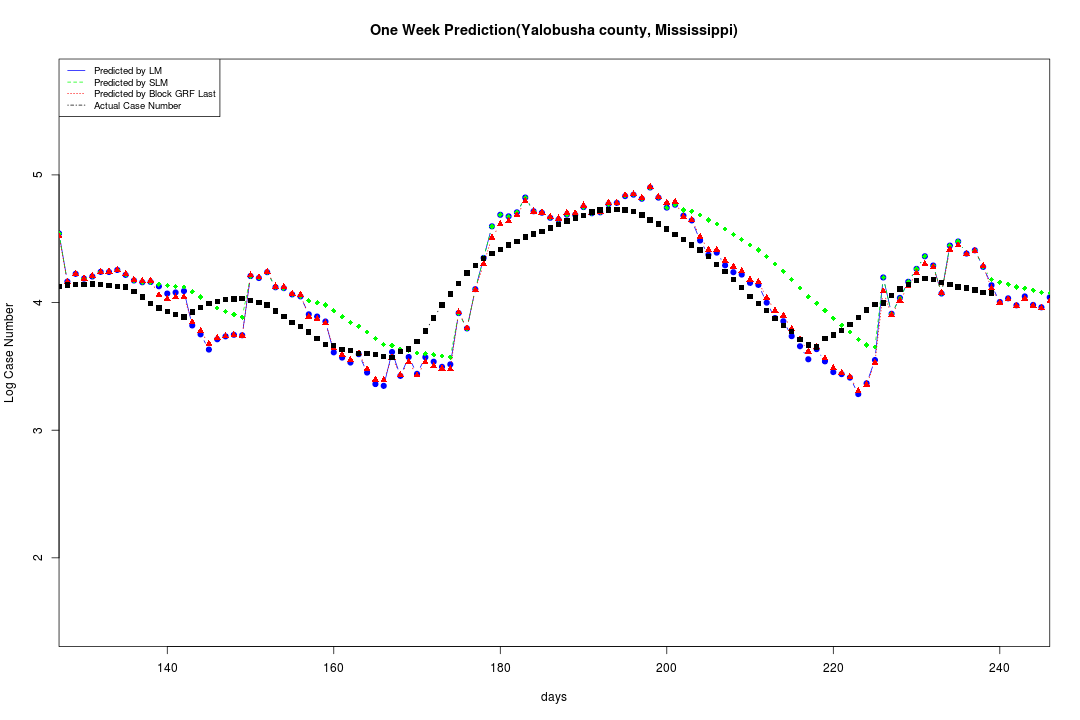 One Week Prediction(Yalobusha county, Mississippi)
Predicted by LM
Predicted by SLM
Predicted by Block GRF Last
Actual Case Number
5
4
3
2
Log Case Number
140 160 180 200 220 240
days